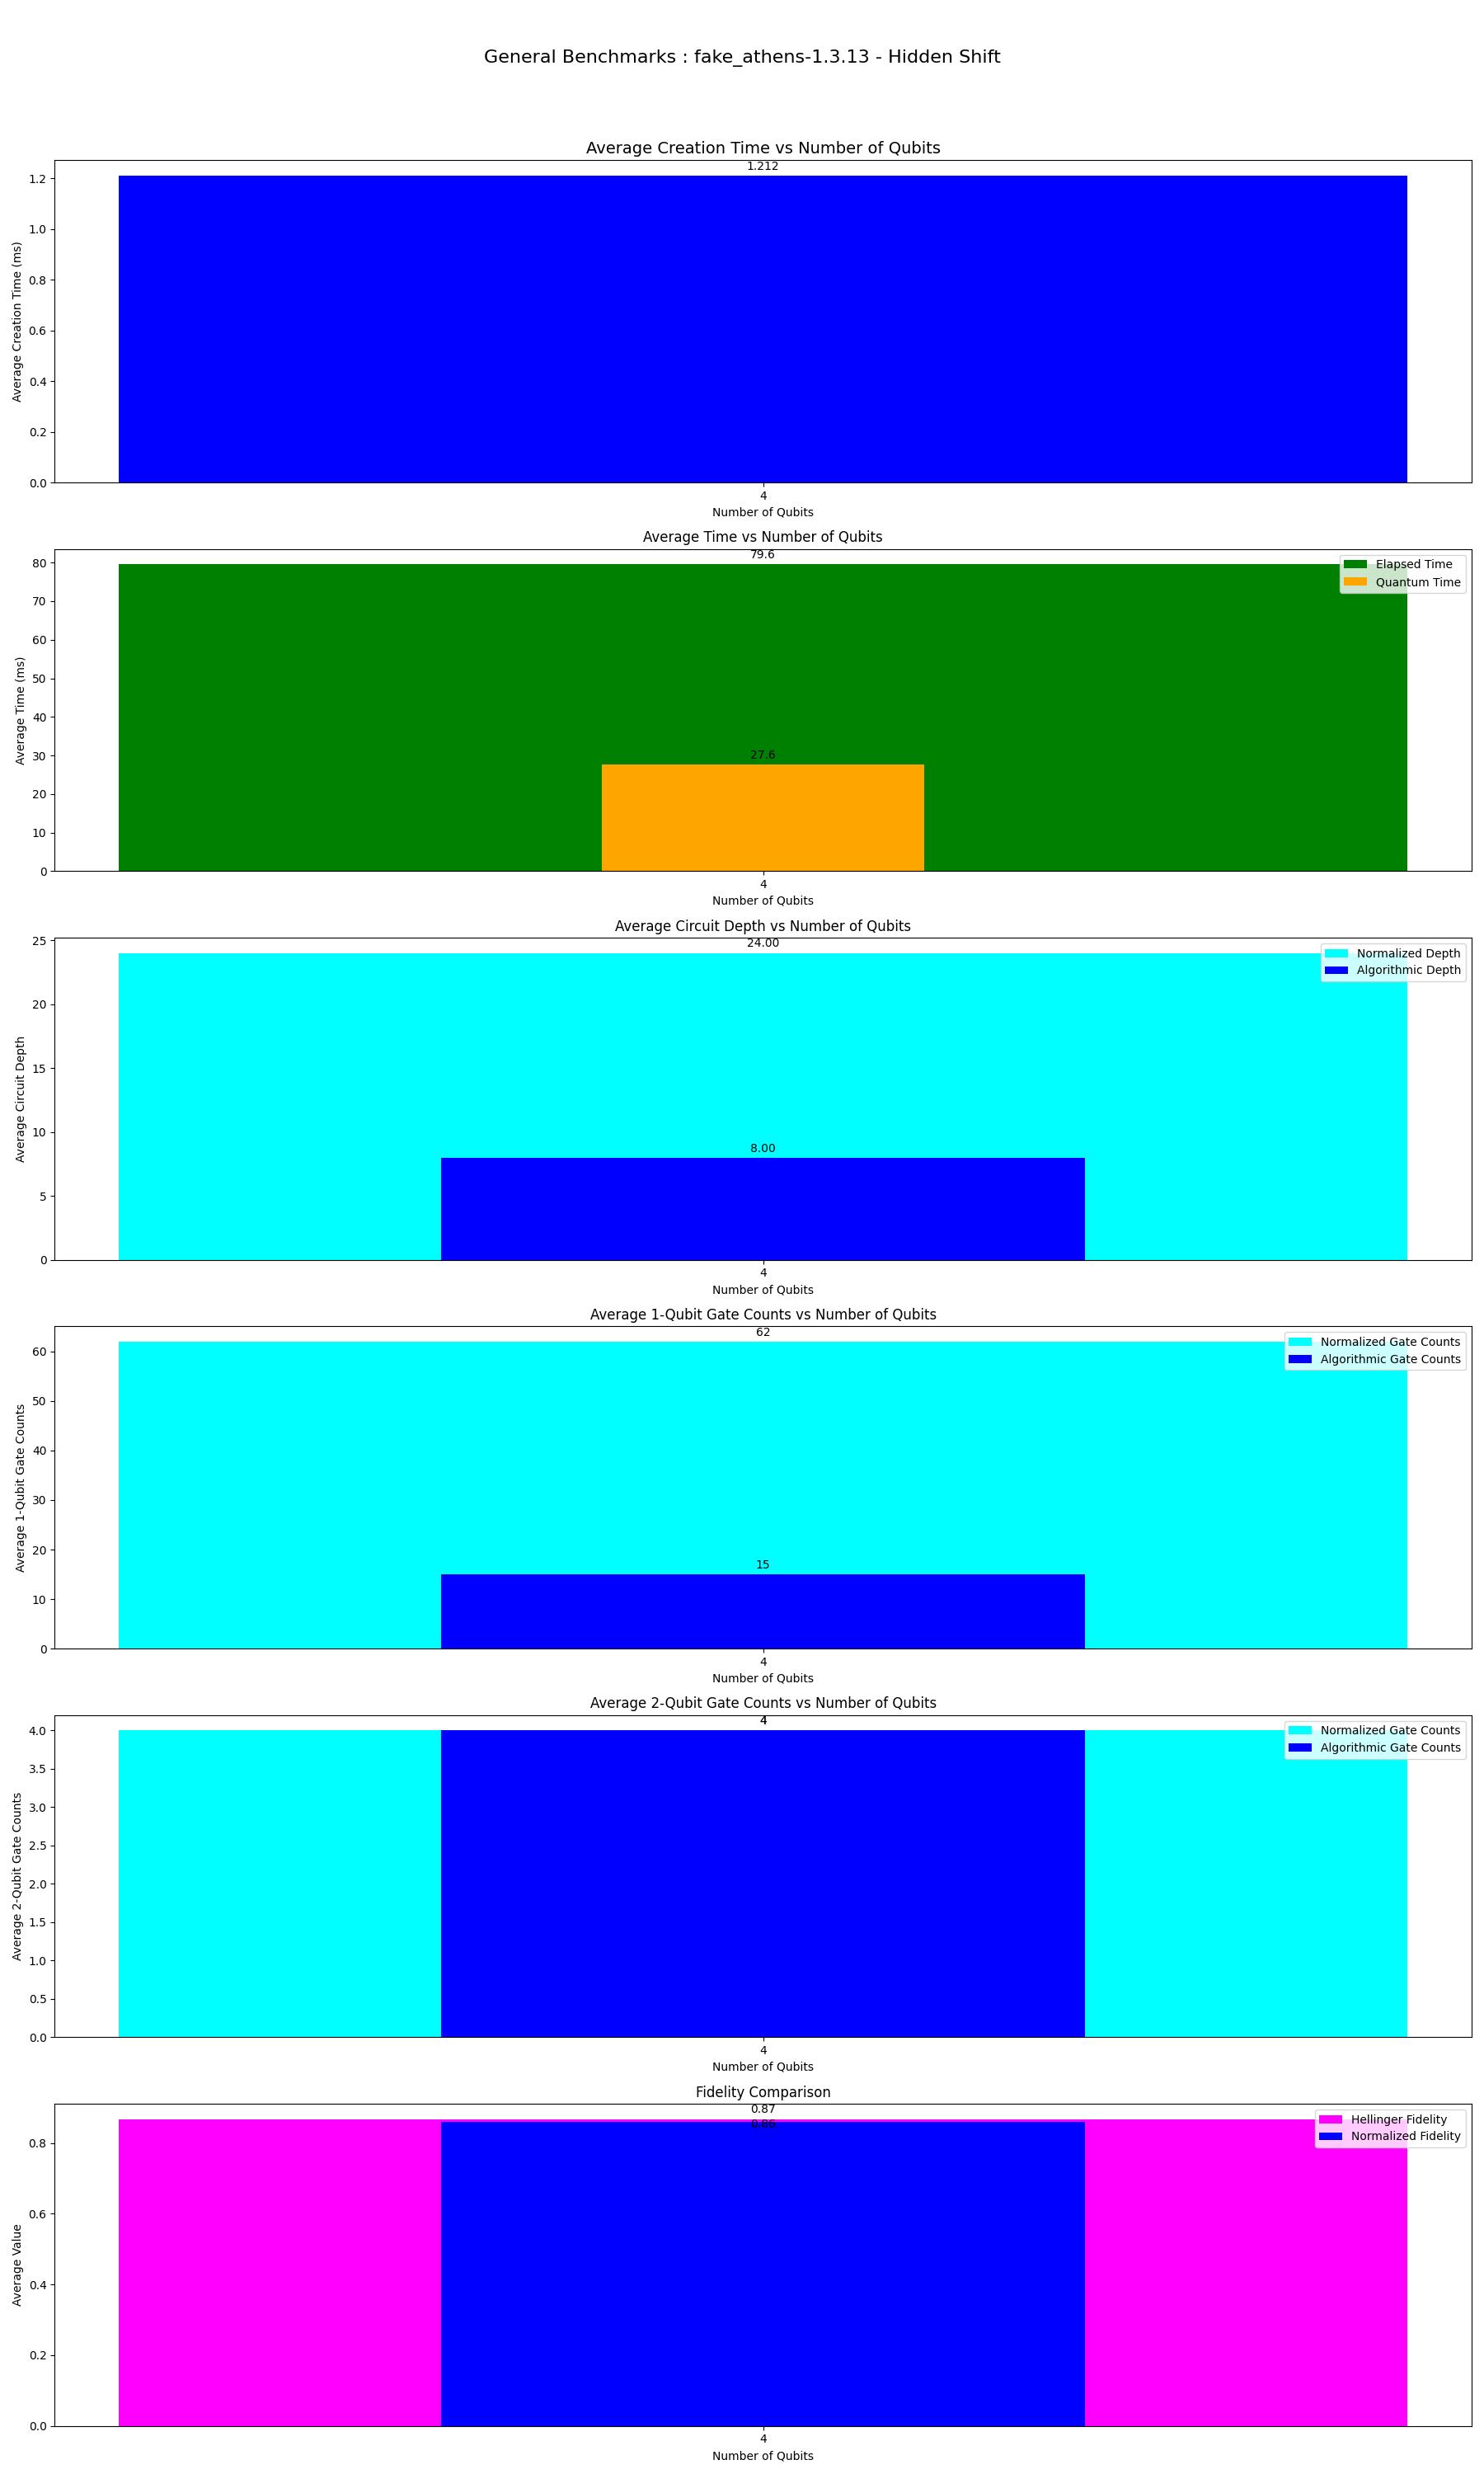 General Benchmarks : fake_athens-1.3.13 - Hidden Shift
Average Creation Time vs Number of Qubits
1.212
1.2
1.0
0.8
0.6
0.4
0.2
0.0
Average Creation Time (ms)
4
Number of Qubits
Average Time vs Number of Qubits
79.6
Elapsed Time
Quantum Time
80
70
60
50
40
30
20
10
0
Average Time (ms)
27.6
4
Number of Qubits
Average Circuit Depth vs Number of Qubits
24.00
Normalized Depth
Algorithmic Depth
25
20
15
10
5
0
Average Circuit Depth
8.00
4
Number of Qubits
Average 1-Qubit Gate Counts vs Number of Qubits
62
Normalized Gate Counts
Algorithmic Gate Counts
60
50
40
30
20
10
0
Average 1-Qubit Gate Counts
15
4
Number of Qubits
Average 2-Qubit Gate Counts vs Number of Qubits
4
Normalized Gate Counts
Algorithmic Gate Counts
4.0
3.5
3.0
2.5
2.0
1.5
1.0
0.5
0.0
Average 2-Qubit Gate Counts
4
Number of Qubits
Fidelity Comparison
0.87
0.86
Hellinger Fidelity
Normalized Fidelity
0.8
0.6
0.4
0.2
0.0
Average Value
4
Number of Qubits